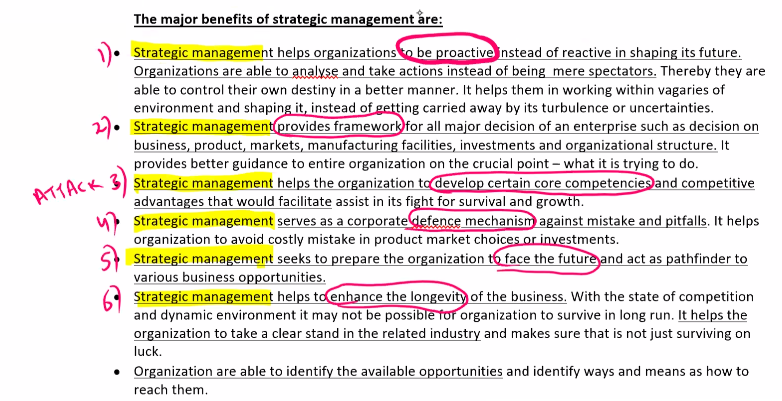 The major benefits of strategic management are:
1) • Strategic management helps organizations to be proactive instead of reactive in shaping its future.
Organizations are able to analyse and take actions instead of being mere spectators. Thereby they are
able to control their own destiny in a better manner. It helps them in working within vagaries of
environment and shaping it, instead of getting carried away by its turbulence or uncertainties.
2) • Strategic management provides framework for all major decision of an enterprise such as decision on
business, product, markets, manufacturing facilities, investments and organizational structure. It
provides better guidance to entire organization on the crucial point – what it is trying to do.
ATTACK 3) Strategic management helps the organization to develop certain core competencies and competitive
advantages that would facilitate assist in its fight for survival and growth.
4) Strategic management serves as a corporate defence mechanism against mistake and pitfalls. It helps
organization to avoid costly mistake in product market choices or investments.
5) Strategic management seeks to prepare the organization to face the future and act as pathfinder to
various business opportunities.
6) • Strategic management helps to enhance the longevity of the business. With the state of competition
and dynamic environment it may not be possible for organization to survive in long run. It helps the
organization to take a clear stand in the related industry and makes sure that is not just surviving on
luck.
• Organization are able to identify the available opportunities and identify ways and means as how to
reach them.